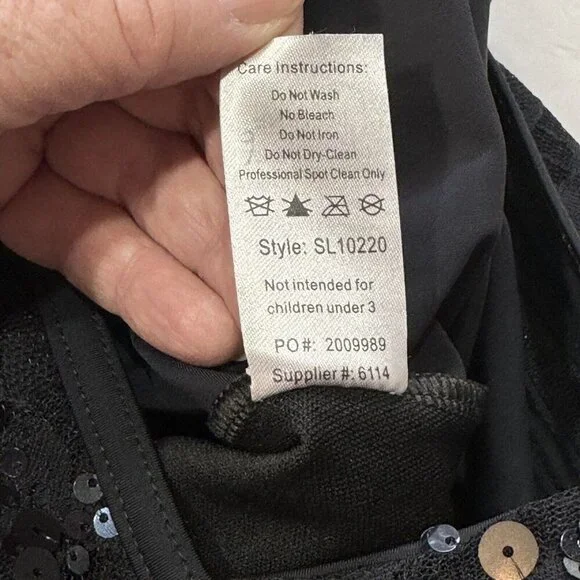 Care Instructions:
Do Not Wash
No Bleach
Do Not Iron
Do Not Dry-Clean
Professional Spot Clean Only
Style: SL10220
Not intended for
children under 3
PO#: 2009989
Supplier#: 6114